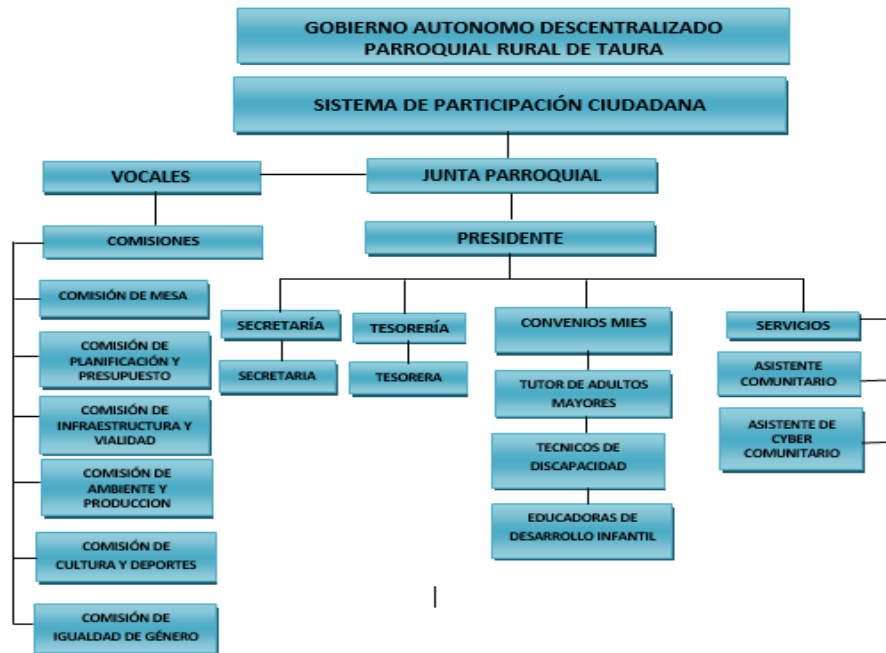 GOBIERNO AUTONOMO DESCENTRALIZADO
PARROQUIAL RURAL DE TAURA
SISTEMA DE PARTICIPACIÓN CIUDADANA
VOCALES
JUNTA PARROQUIAL
COMISIONES
PRESIDENTE
COMISIÓN DE MESA
COMISIÓN DE
PLANIFICACIÓN Y
PRESUPUESTO
COMISIÓN DE
INFRAESTRUCTURA Y
VIALIDAD
COMISIÓN DE
AMBIENTE Y
PRODUCCION
COMISIÓN DE
CULTURA Y DEPORTES
COMISIÓN DE
IGUALDAD DE GÉNERO
SECRETARÍA
SECRETARIA
TESORERÍA
TESORERA
CONVENIOS MIES
TUTOR DE ADULTOS
MAYORES
TECNICOS DE
DISCAPACIDAD
EDUCADORAS DE
DESARROLLO INFANTIL
SERVICIOS
ASISTENTE
COMUNITARIO
ASISTENTE DE
CYBER
COMUNITARIO